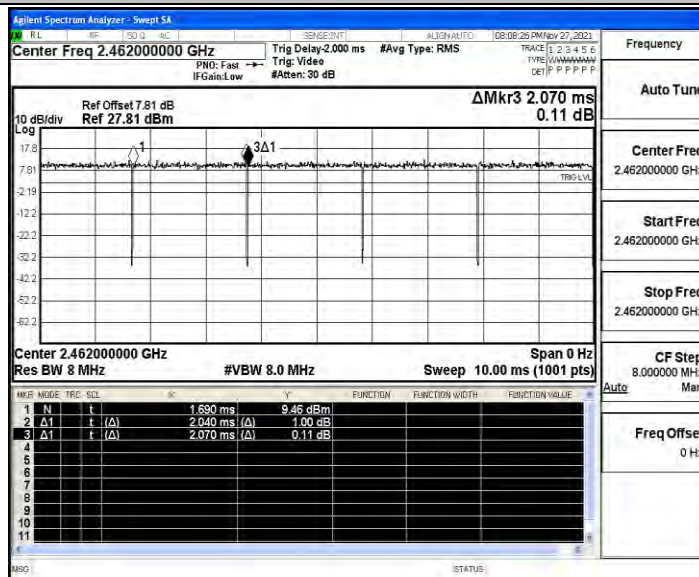 Agilent Spectrum Analyzer - Swept SA
RL RF 50 Ω AC SENSE:INT ALIGNAUTO 08:08:26 PM Nov 27, 2021
Center Freq 2.462000000 GHz
PNO: Fast
IFGain:Low
Trig Delay-2.000 ms
Trig: Video
#Atten: 30 dB
#Avg Type: RMS
TRACE 1 2 3 4 5 6
TYPE WWWWWW
DET P P P P P P
Frequency
Ref Offset 7.81 dB
Ref 27.81 dBm
10 dB/div
Log
ΔMkr3 2.070 ms
0.11 dB
17.8
7.81
-2.19
-12.2
-22.2
-32.2
-42.2
-52.2
-62.2
1
3Δ1
TRIG LVL
Center 2.462000000 GHz Span 0 Hz
Res BW 8 MHz #VBW 8.0 MHz Sweep 10.00 ms (1001 pts)
MKR MODE TRC SCL X Y FUNCTION FUNCTION WIDTH FUNCTION VALUE
1 N t 1.690 ms 9.46 dBm
2 Δ1 t (Δ) 2.040 ms (Δ) 1.00 dB
3 Δ1 t (Δ) 2.070 ms (Δ) 0.11 dB
4
5
6
7
8
9
10
11
MSG STATUS
Auto Tune
Center Freq
2.462000000 GHz
Start Freq
2.462000000 GHz
Stop Freq
2.462000000 GHz
CF Step
8.000000 MHz
Auto Man
Freq Offset
0 Hz